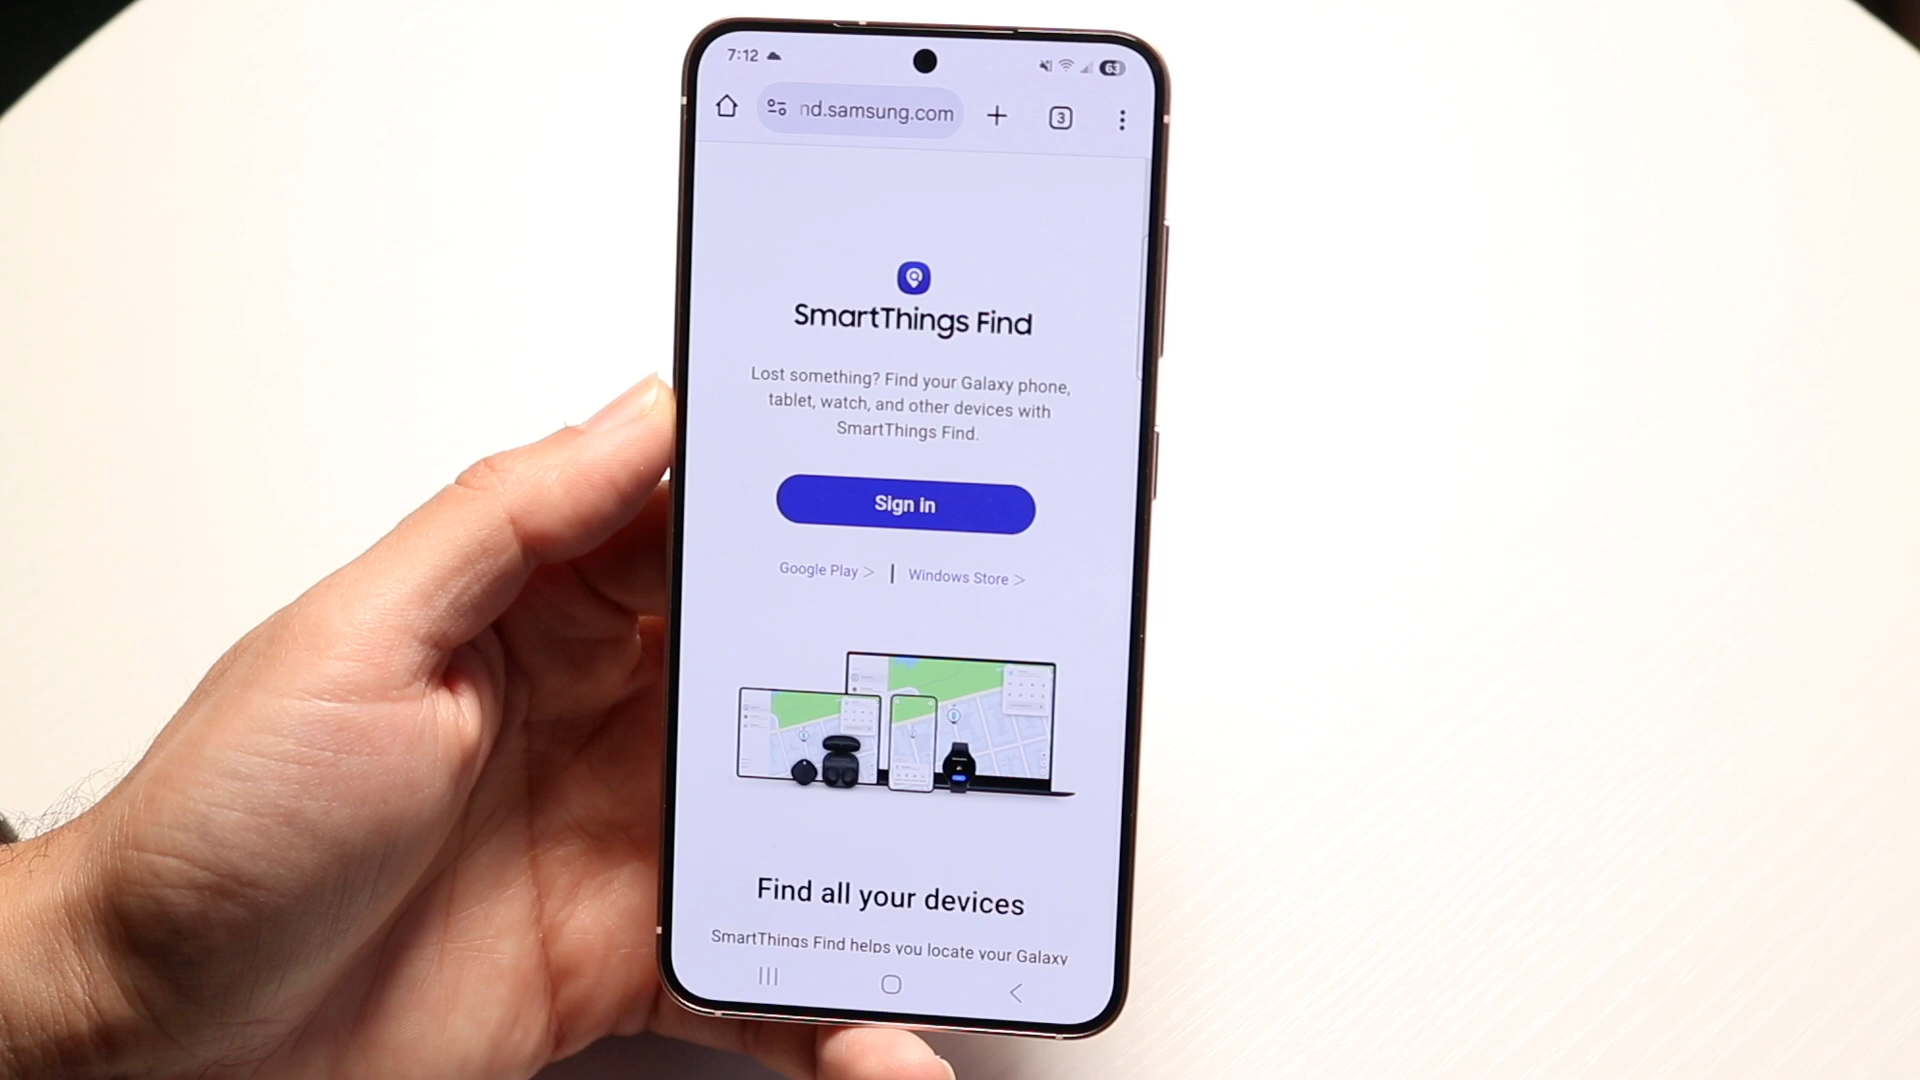 7:12
63
nd.samsung.com
3
SmartThings Find
Lost something? Find your Galaxy phone,
tablet, watch, and other devices with
SmartThings Find.
Sign in
Google Play > | Windows Store >
Find all your devices
SmartThings Find helps you locate your Galaxy